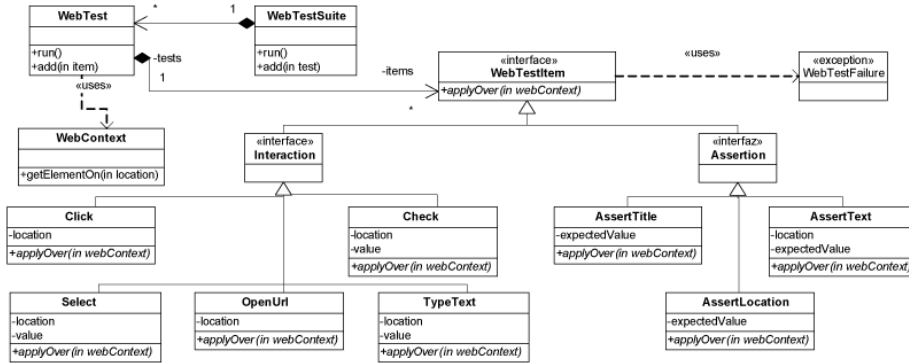 WebTest
+run()
+add(in item)
*
1
WebTestSuite
+run()
+add(in test)
-tests
1
«uses»
WebContext
+getElementOn(in location)
-items
*
«interface»
WebTestItem
+applyOver(in webContext)
«uses»
«exception»
WebTestFailure
«interface»
Interaction
«interfaz»
Assertion
Click
-location
+applyOver(in webContext)
Check
-location
-value
+applyOver(in webContext)
AssertTitle
-expectedValue
+applyOver(in webContext)
AssertText
-location
-expectedValue
+applyOver(in webContext)
Select
-location
-value
+applyOver(in webContext)
OpenUrl
-location
+applyOver(in webContext)
TypeText
-location
-value
+applyOver(in webContext)
AssertLocation
-expectedValue
+applyOver(in webContext)